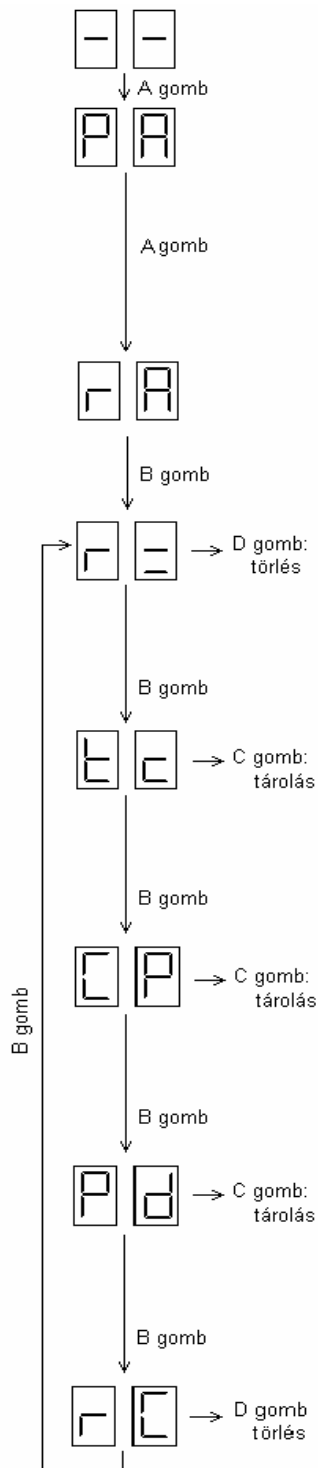 – –
A gomb
P A
A gomb
r A
B gomb
r =
D gomb:
törlés
B gomb
t c
C gomb:
tárolás
B gomb
C P
C gomb:
tárolás
B gomb
B gomb
P d
C gomb:
tárolás
B gomb
r C
D gomb
törlés